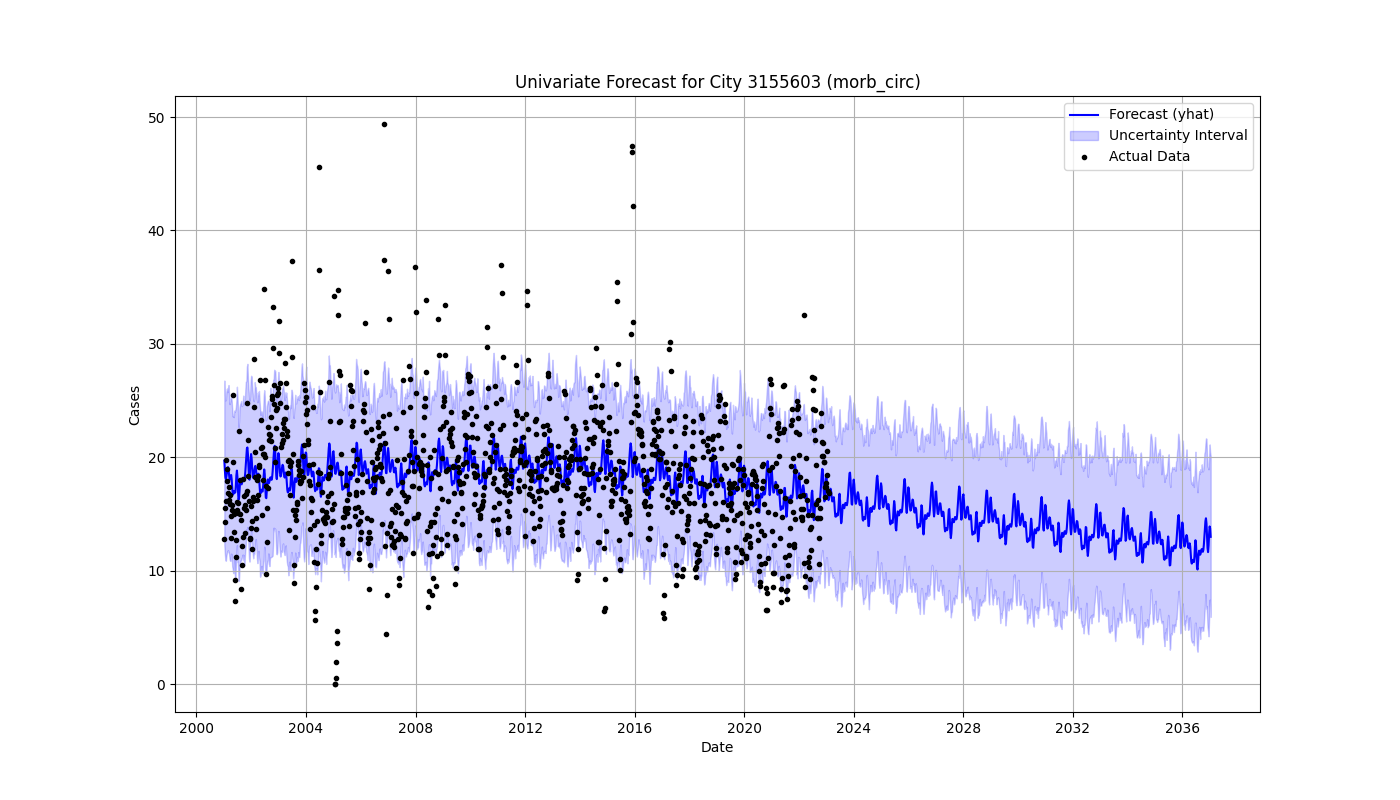 Univariate Forecast for City 3155603 (morb_circ)
Forecast (yhat)
Uncertainty Interval
Actual Data
50
40
30
20
10
0
Cases
2000 2004 2008 2012 2016 2020 2024 2028 2032 2036
Date